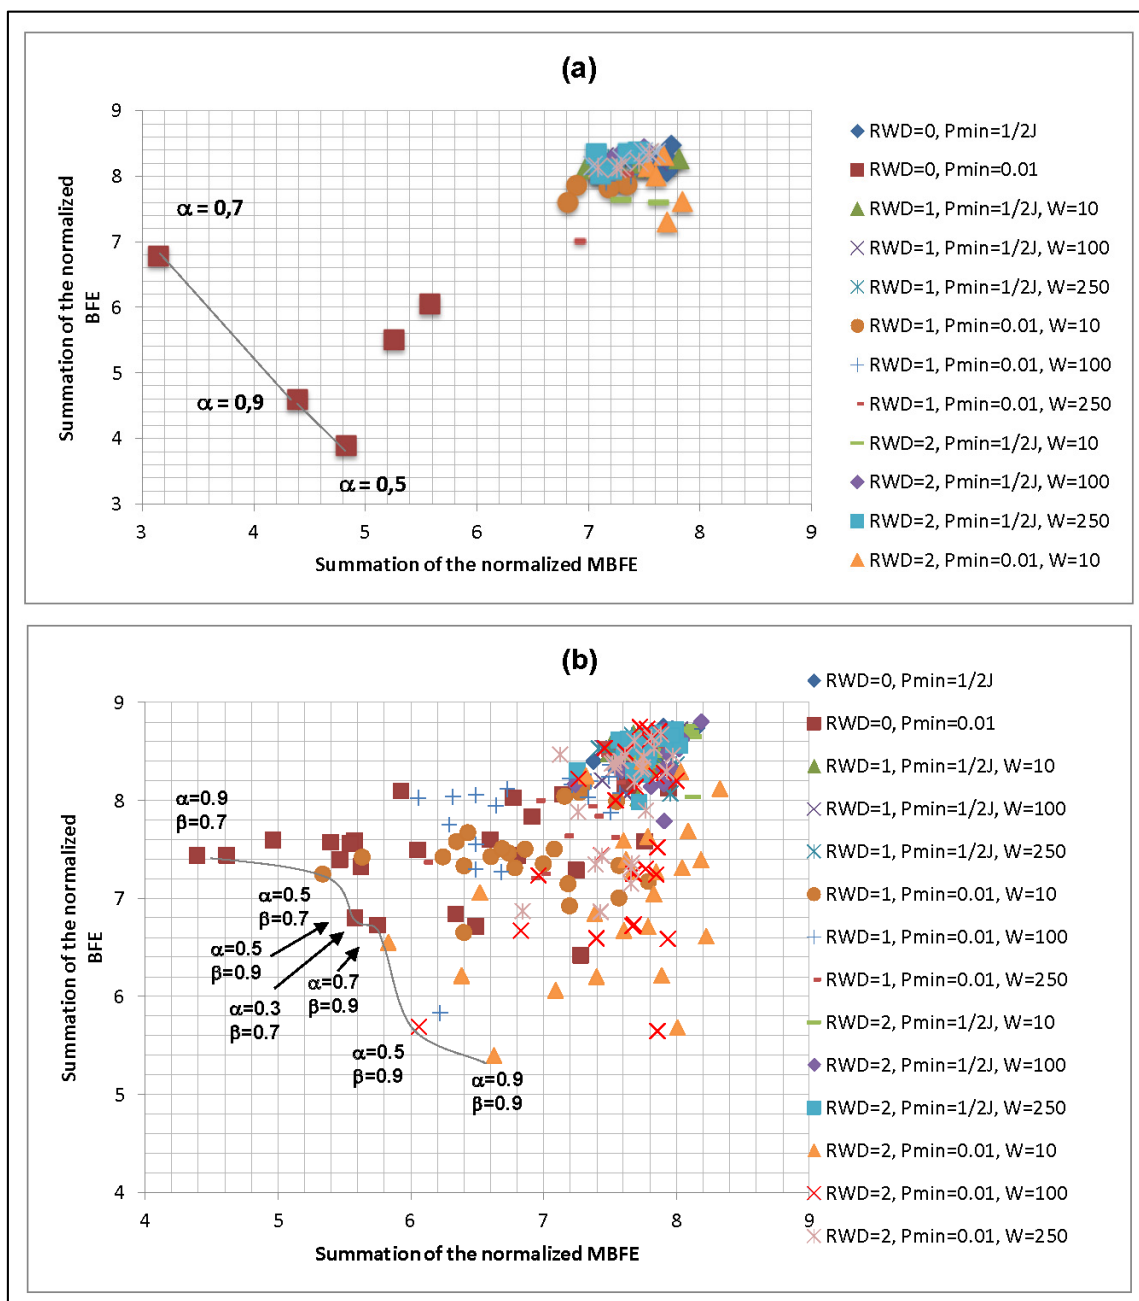 (a)
9
8
7
6
5
4
3
3
4
5
6
7
8
9
Summation of the normalized
BFE
Summation of the normalized MBFE
α = 0,7
α = 0,9
α = 0,5
RWD=0, Pmin=1/2J
RWD=0, Pmin=0.01
RWD=1, Pmin=1/2J, W=10
RWD=1, Pmin=1/2J, W=100
RWD=1, Pmin=1/2J, W=250
RWD=1, Pmin=0.01, W=10
RWD=1, Pmin=0.01, W=100
RWD=1, Pmin=0.01, W=250
RWD=2, Pmin=1/2J, W=10
RWD=2, Pmin=1/2J, W=100
RWD=2, Pmin=1/2J, W=250
RWD=2, Pmin=0.01, W=10
(b)
9
8
7
6
5
4
4
5
6
7
8
9
Summation of the normalized
BFE
Summation of the normalized MBFE
α=0.9
β=0.7
α=0.5
β=0.7
α=0.5
β=0.9
α=0.3
β=0.7
α=0.7
β=0.9
α=0.5
β=0.9
α=0.9
β=0.9
RWD=0, Pmin=1/2J
RWD=0, Pmin=0.01
RWD=1, Pmin=1/2J, W=10
RWD=1, Pmin=1/2J, W=100
RWD=1, Pmin=1/2J, W=250
RWD=1, Pmin=0.01, W=10
RWD=1, Pmin=0.01, W=100
RWD=1, Pmin=0.01, W=250
RWD=2, Pmin=1/2J, W=10
RWD=2, Pmin=1/2J, W=100
RWD=2, Pmin=1/2J, W=250
RWD=2, Pmin=0.01, W=10
RWD=2, Pmin=0.01, W=100
RWD=2, Pmin=0.01, W=250